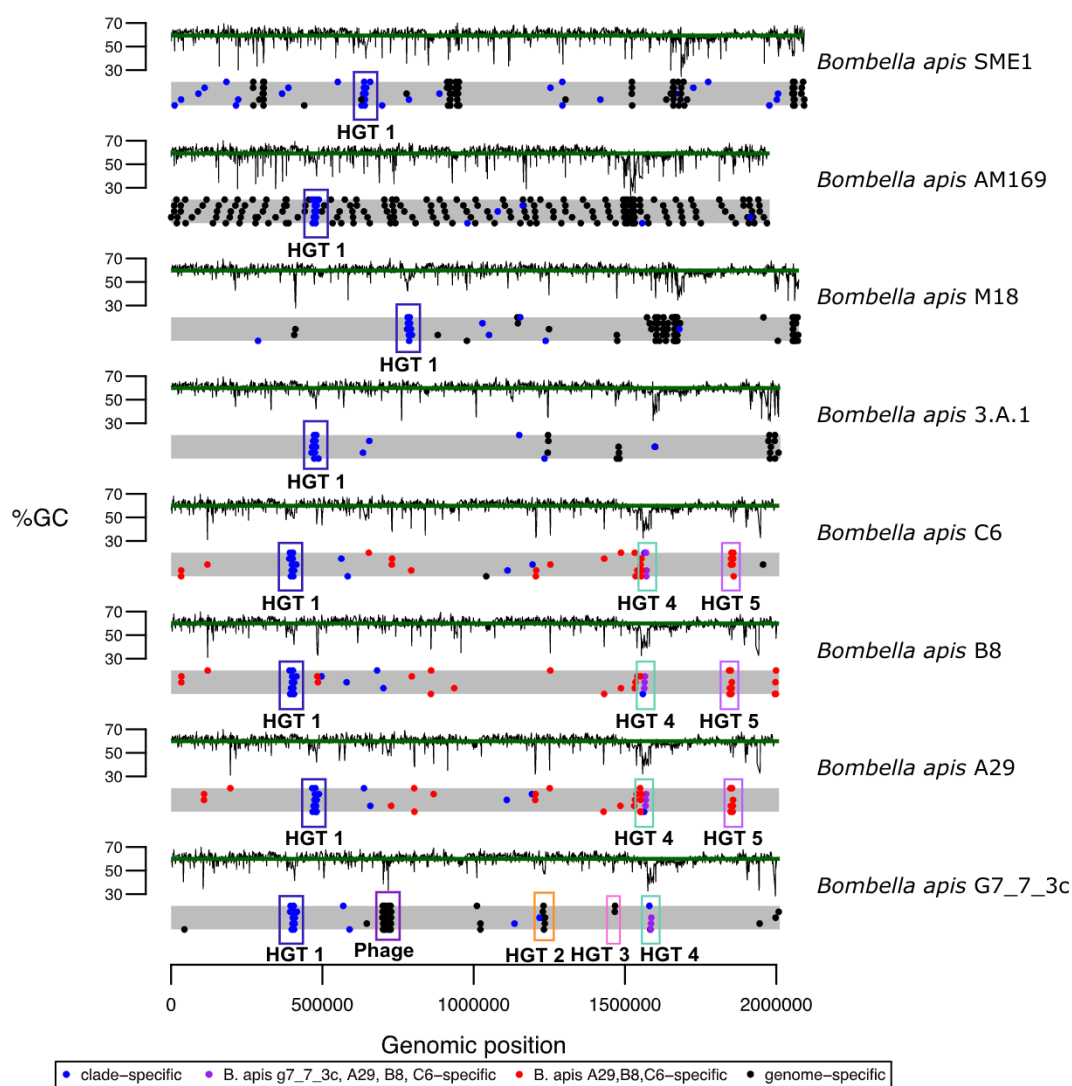 70
50
30
Bombella apis SME1
HGT 1
70
50
30
Bombella apis AM169
HGT 1
70
50
30
Bombella apis M18
HGT 1
70
50
30
Bombella apis 3.A.1
HGT 1
%GC
70
50
30
Bombella apis C6
HGT 1 HGT 4 HGT 5
70
50
30
Bombella apis B8
HGT 1 HGT 4 HGT 5
70
50
30
Bombella apis A29
HGT 1 HGT 4 HGT 5
70
50
30
Bombella apis G7_7_3c
HGT 1 Phage HGT 2 HGT 3 HGT 4
0 500000 1000000 1500000 2000000
Genomic position
clade−specific B. apis g7_7_3c, A29, B8, C6−specific B. apis A29,B8,C6−specific genome−specific